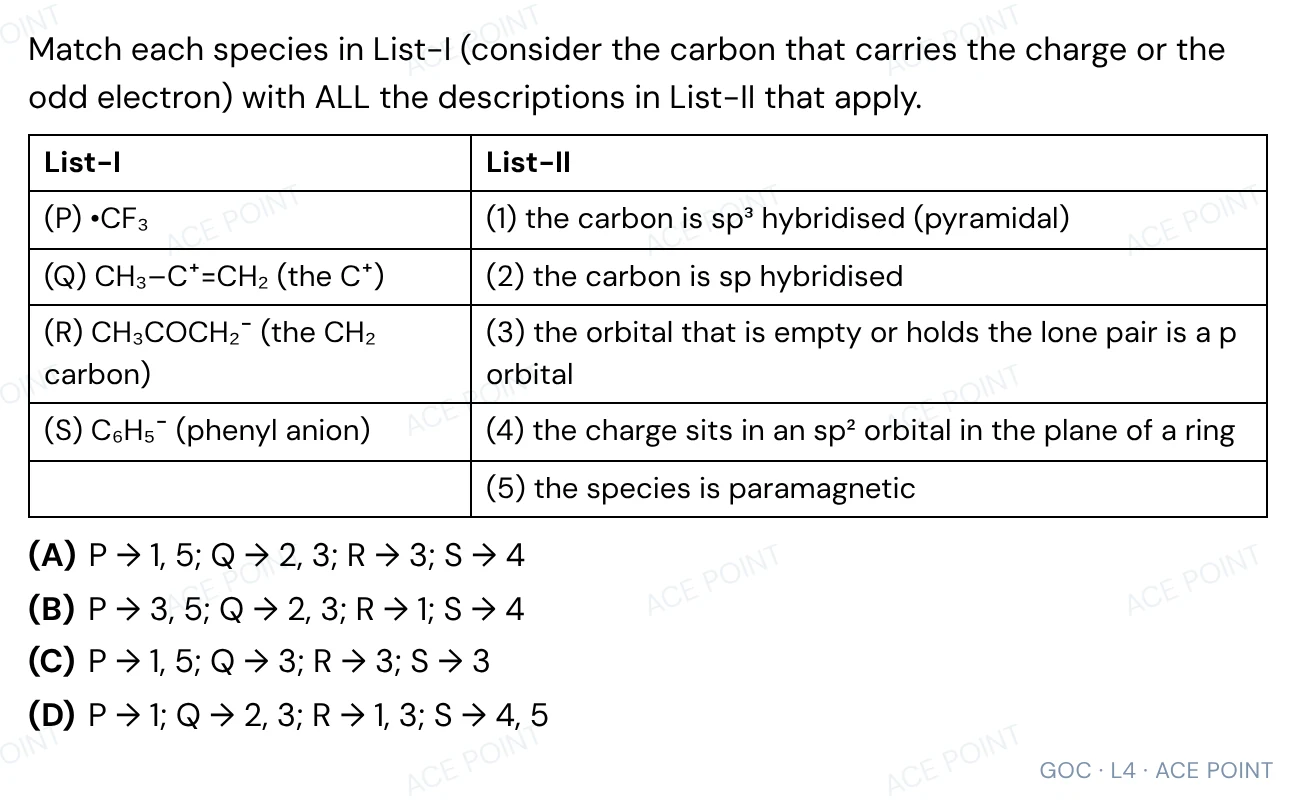 Match each species in List–I (consider the carbon that carries the charge or the
odd electron) with ALL the descriptions in List–II that apply.
List–I
List–II
(P) •CF₃
(1) the carbon is sp³ hybridised (pyramidal)
(Q) CH₃–C⁺=CH₂ (the C⁺)
(2) the carbon is sp hybridised
(R) CH₃COCH₂⁻ (the CH₂
carbon)
(3) the orbital that is empty or holds the lone pair is a p
orbital
(S) C₆H₅⁻ (phenyl anion)
(4) the charge sits in an sp² orbital in the plane of a ring
(5) the species is paramagnetic
(A) P → 1, 5; Q → 2, 3; R → 3; S → 4
(B) P → 3, 5; Q → 2, 3; R → 1; S → 4
(C) P → 1, 5; Q → 3; R → 3; S → 3
(D) P → 1; Q → 2, 3; R → 1, 3; S → 4, 5
GOC · L4 · ACE POINT
ACE POINT